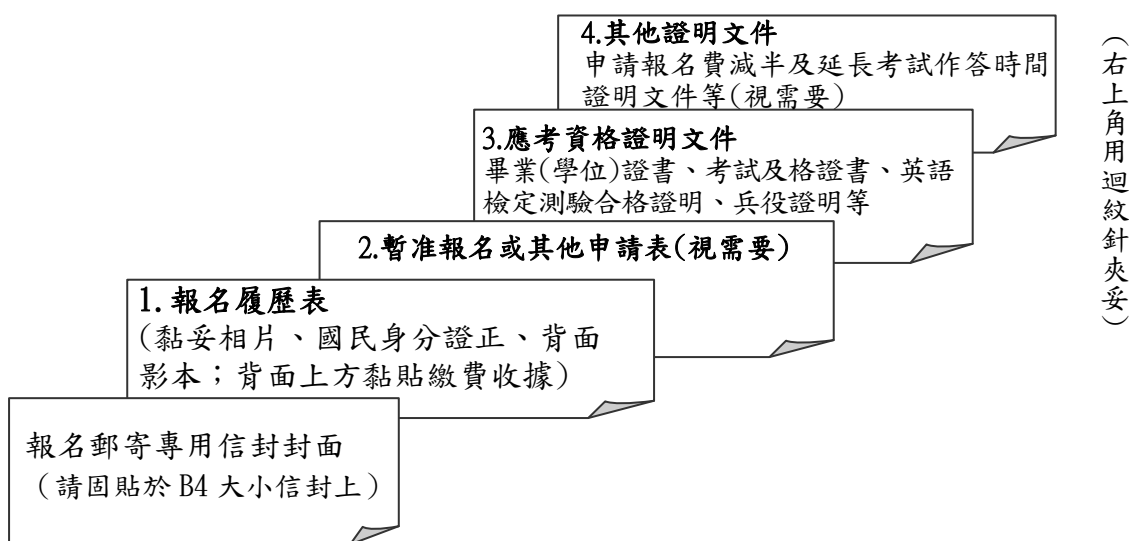 4.其他證明文件
申請報名費減半及延長考試作答時間
證明文件等(視需要)
3.應考資格證明文件
畢業(學位)證書、考試及格證書、英語
檢定測驗合格證明、兵役證明等
2.暫准報名或其他申請表(視需要)
1.報名履歷表
(黏妥相片、國民身分證正、背面
影本；背面上方黏貼繳費收據)
報名郵寄專用信封封面
（請固貼於 B4 大小信封上）
（右上角用迴紋針夾妥）